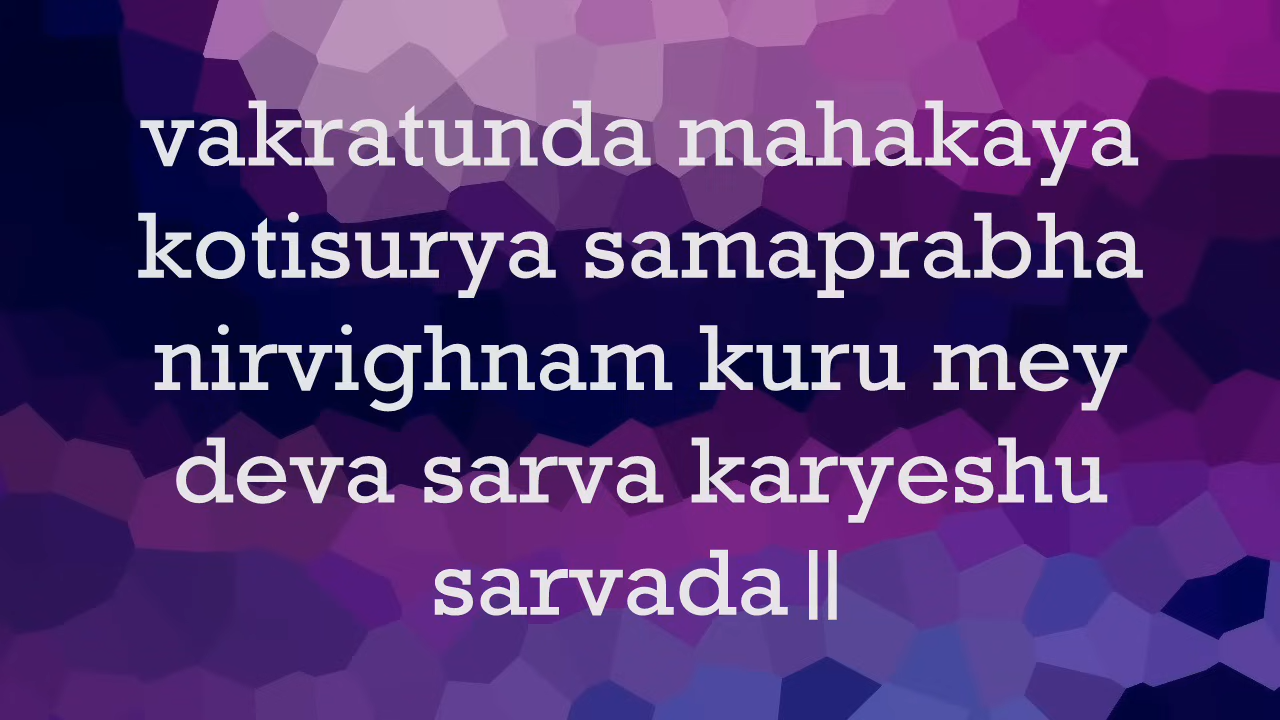 vakratunda mahakaya
kotisurya samaprabha
nirvighnam kuru mey
deva sarva karyeshu
sarvada॥